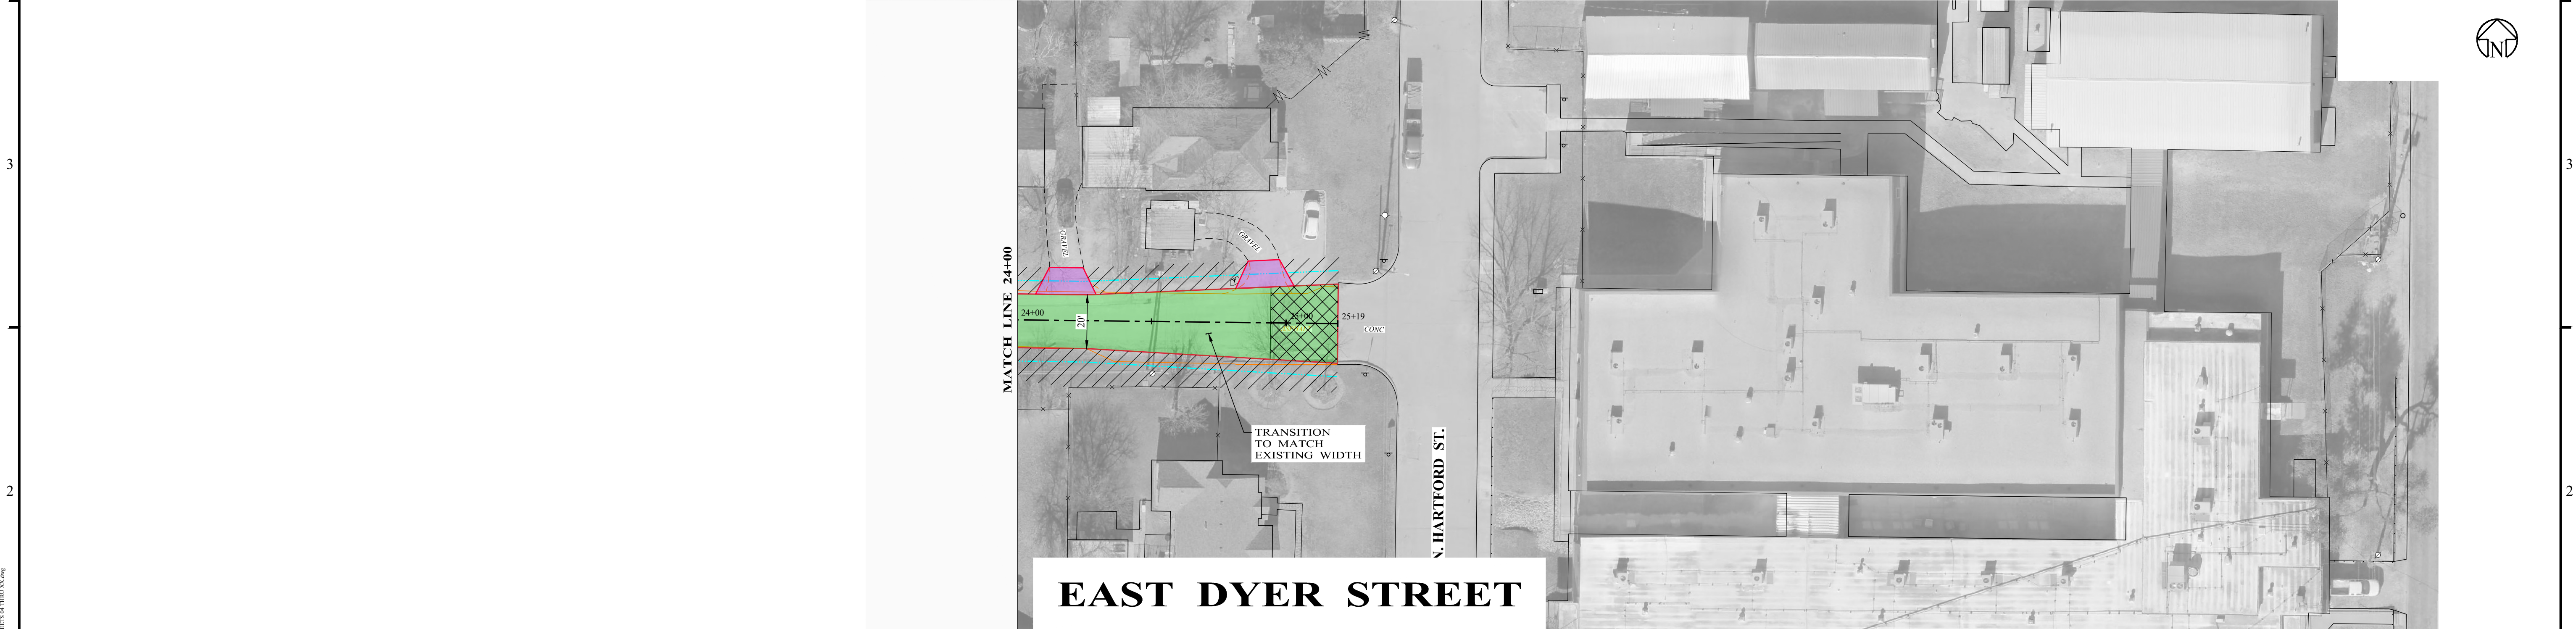 N
3
3
GRAVEL
GRAVEL
MATCH LINE 24+00
24+00
20'
25+00
25+19
CONC
TRANSITION
TO MATCH
EXISTING WIDTH
N. HARTFORD ST.
2
2
EAST DYER STREET